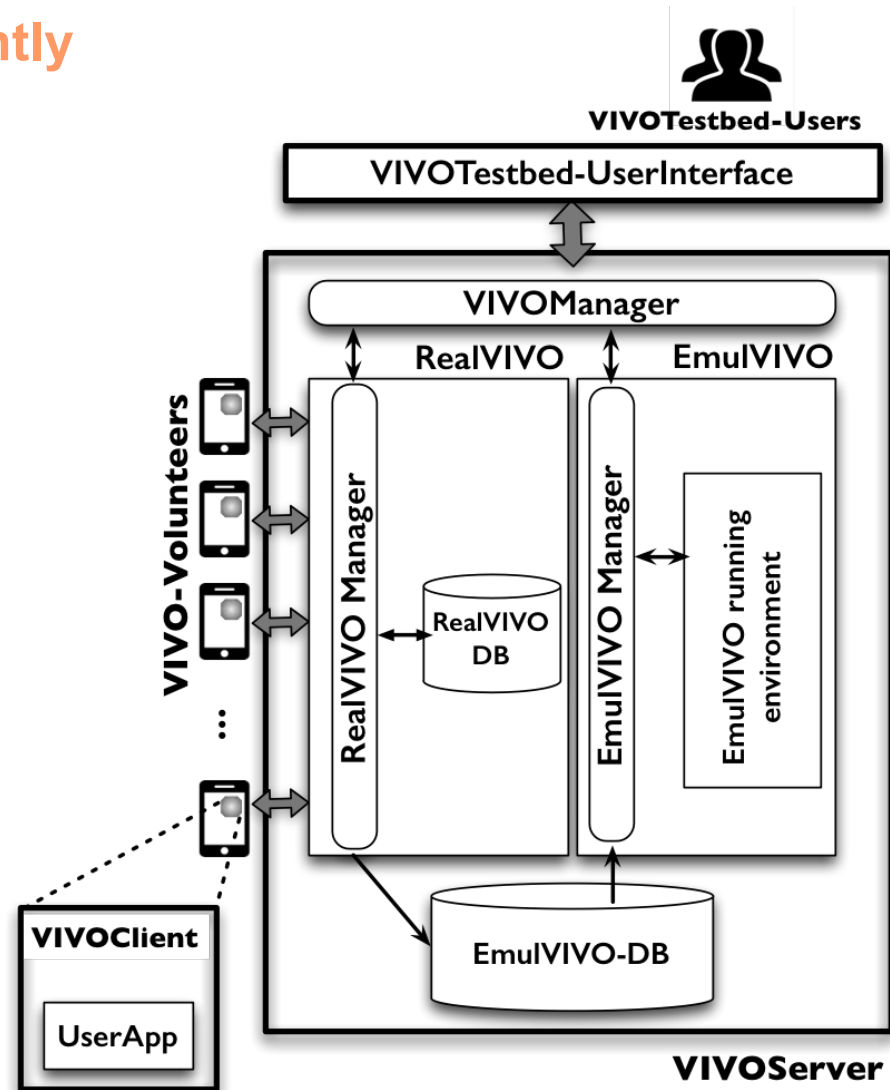 ntly
VIVOTestbed-Users
VIVOTestbed-UserInterface
VIVOManager
RealVIVO
EmulVIVO
VIVO-Volunteers
...
RealVIVO Manager
RealVIVO
DB
EmulVIVO Manager
EmulVIVO running
environment
VIVOClient
UserApp
EmulVIVO-DB
VIVOServer